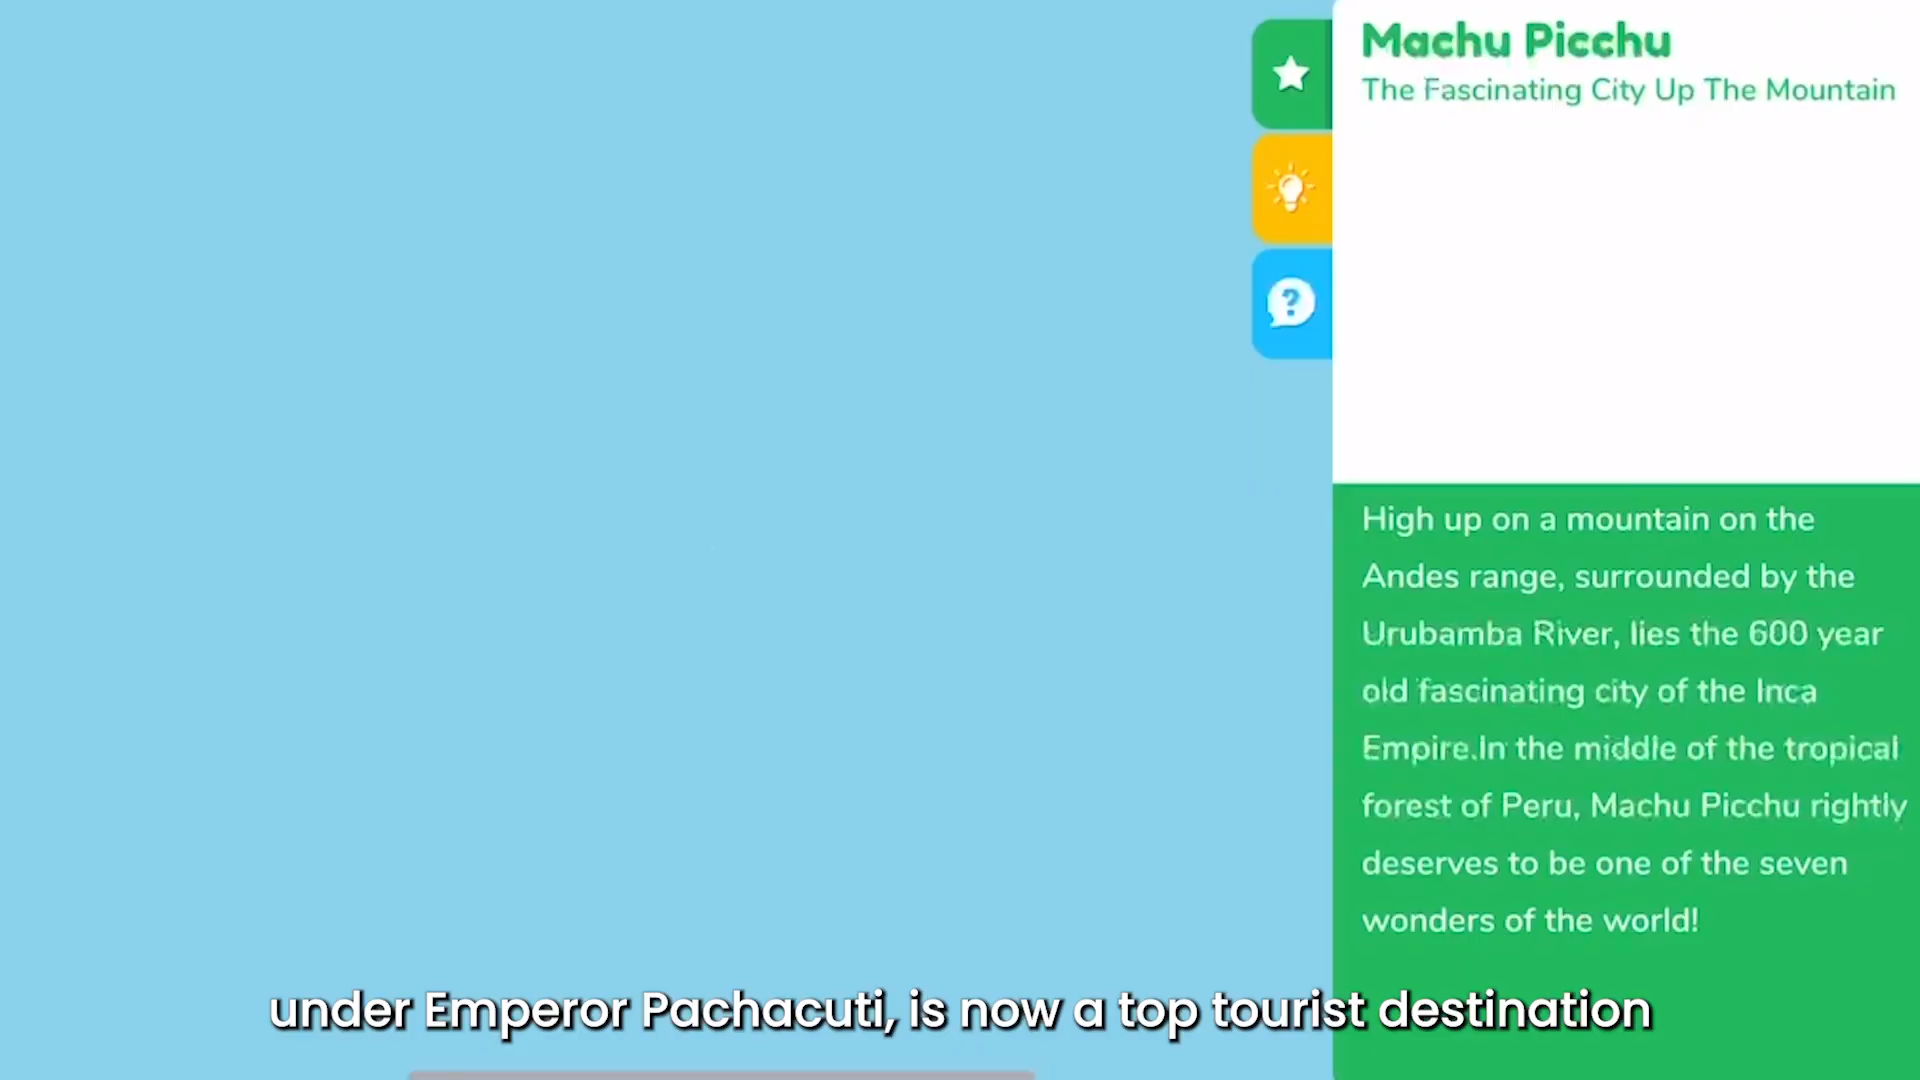 Machu Picchu
The Fascinating City Up The Mountain
High up on a mountain on the
Andes range, surrounded by the
Urubamba River, lies the 600 year
old fascinating city of the Inca
Empire.In the middle of the tropical
forest of Peru, Machu Picchu rightly
deserves to be one of the seven
wonders of the world!
under Emperor Pachacuti, is now a top tourist destination